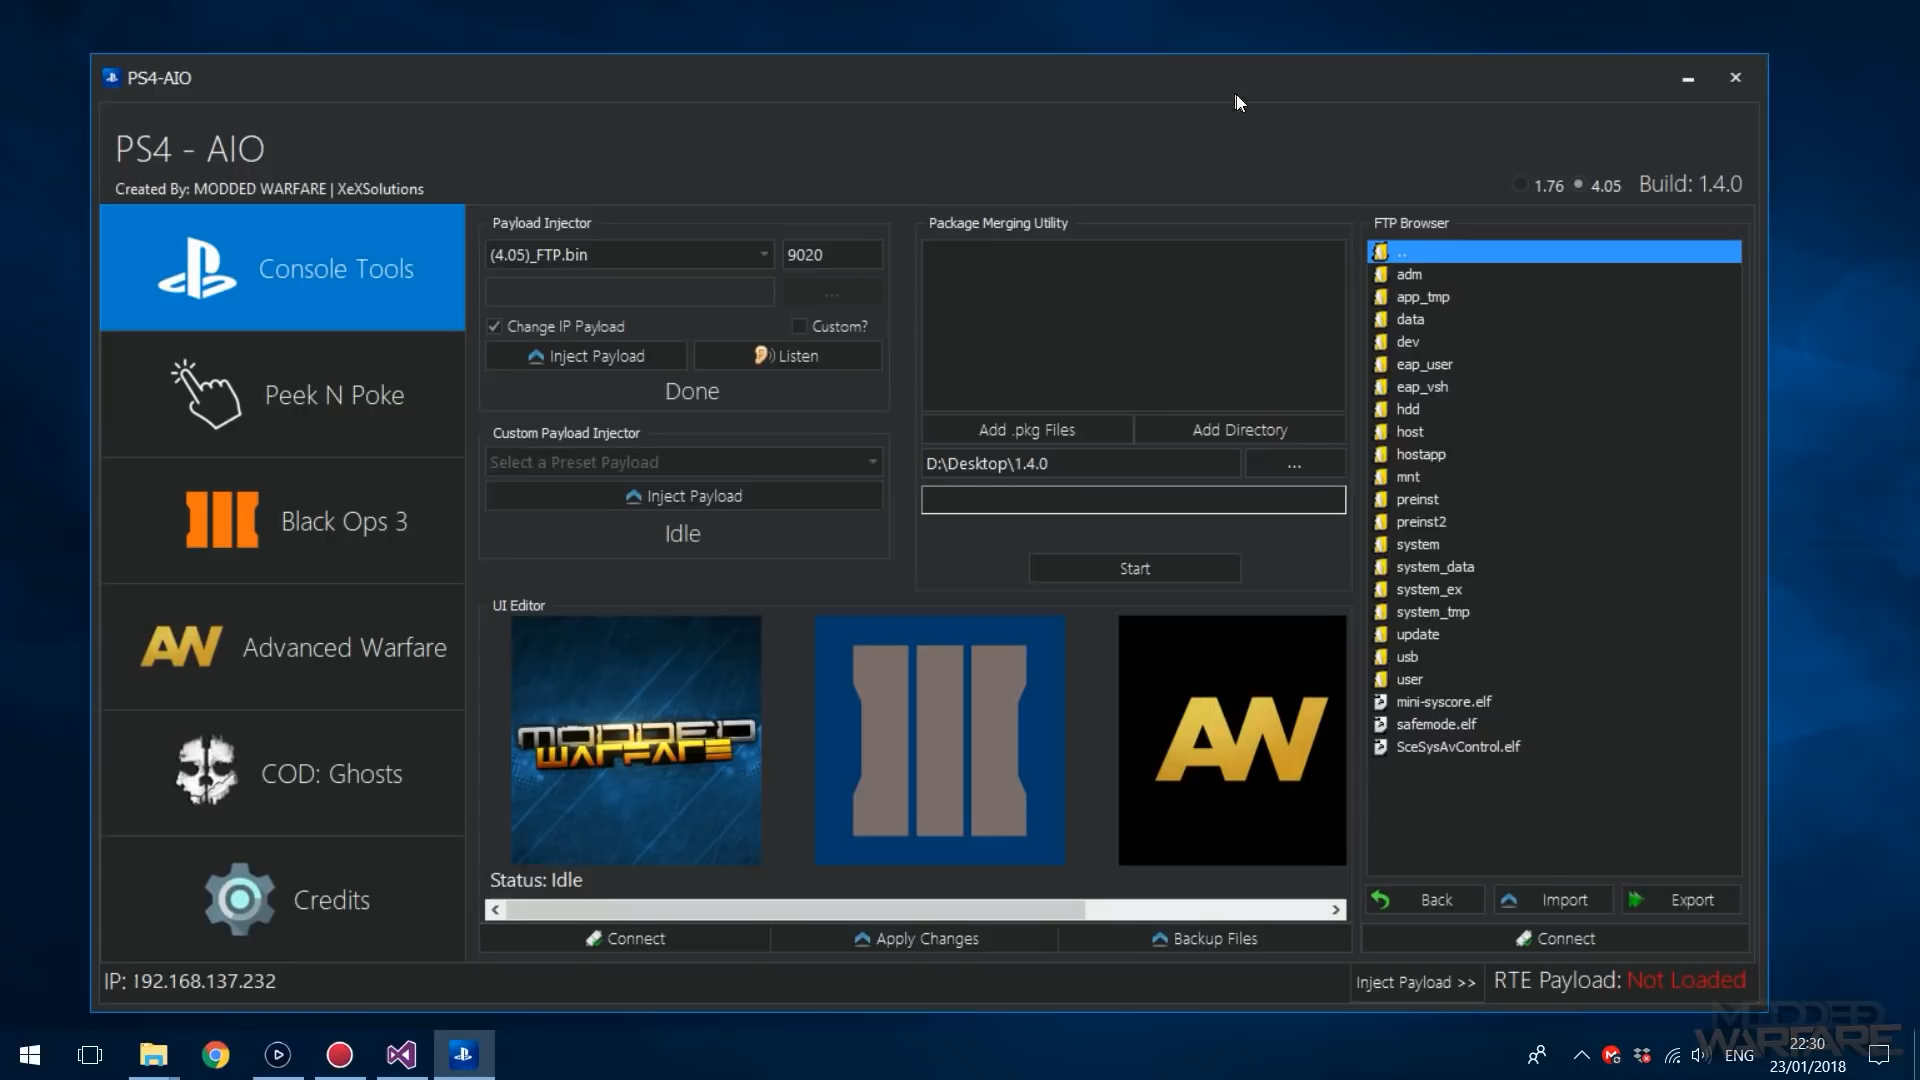 PS4-AIO
PS4 - AIO
Created By: MODDED WARFARE | XeXSolutions
1.76
4.05
Build: 1.4.0
Console Tools
Peek N Poke
Black Ops 3
Advanced Warfare
COD: Ghosts
Credits
Payload Injector
(4.05)_FTP.bin
9020
...
Change IP Payload
Custom?
Inject Payload
Listen
Done
Custom Payload Injector
Select a Preset Payload
Inject Payload
Idle
Package Merging Utility
Add .pkg Files
Add Directory
D:\Desktop\1.4.0
...
Start
UI Editor
MODDED
WARFARE
AW
Status: Idle
Connect
Apply Changes
Backup Files
FTP Browser
..
adm
app_tmp
data
dev
eap_user
eap_vsh
hdd
host
hostapp
mnt
preinst
preinst2
system
system_data
system_ex
system_tmp
update
usb
user
mini-syscore.elf
safemode.elf
SceSysAvControl.elf
Back
Import
Export
Connect
IP: 192.168.137.232
Inject Payload >>
RTE Payload: Not Loaded
MODDED
WARFARE
ENG
22:30
23/01/2018